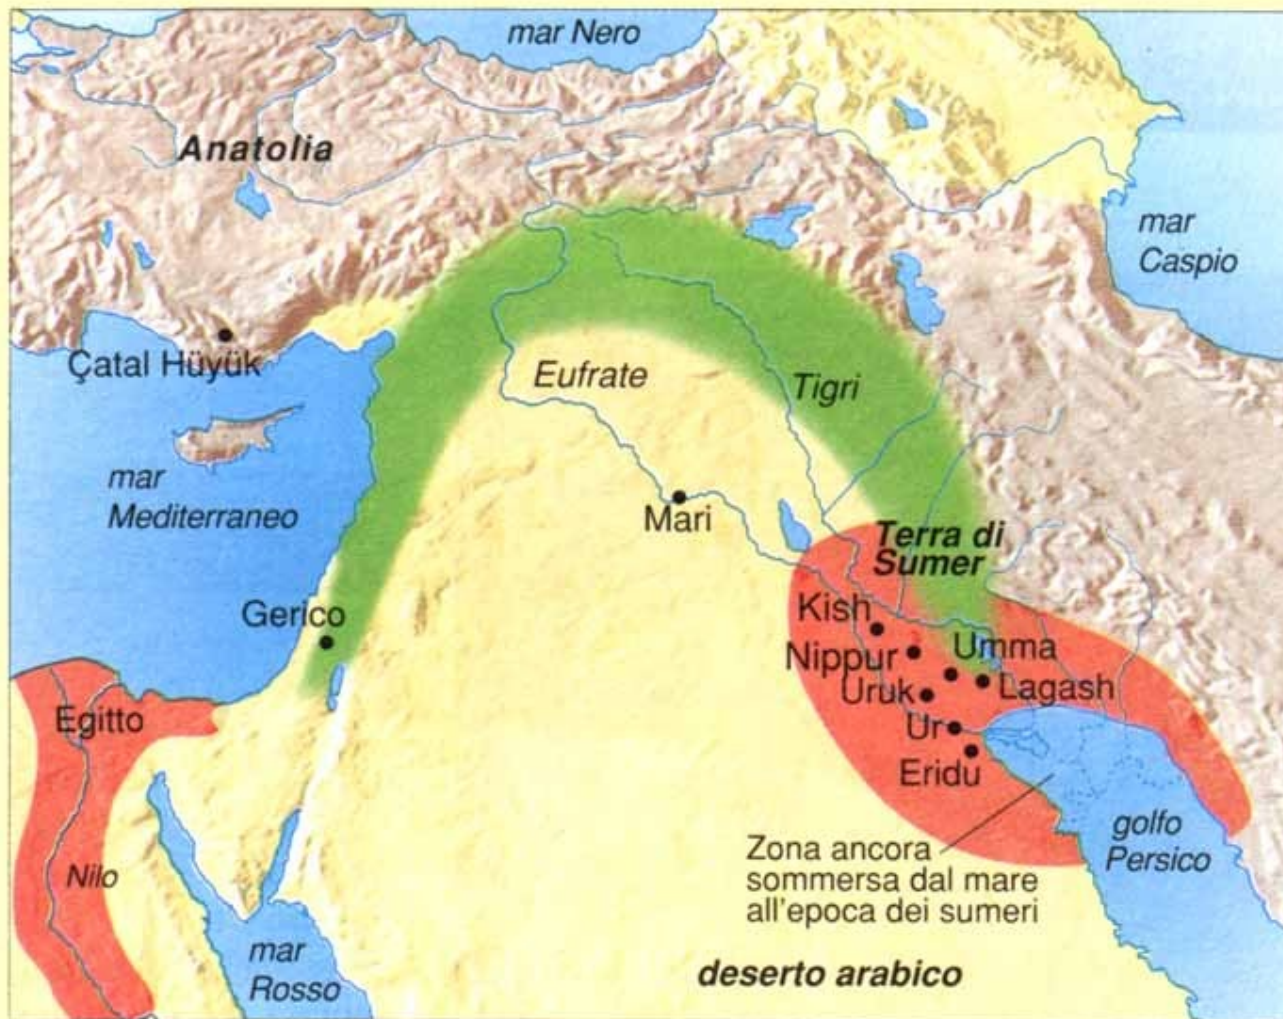 mar Nero
Anatolia
mar
Caspio
Çatal Hüyük
Eufrate
Tigri
mar
Mediterraneo
Mari
Terra di
Sumer
Gerico
Kish
Nippur
Umma
Uruk
Lagash
Egitto
Ur
Eridu
golfo
Persico
Zona ancora
sommersa dal mare
all'epoca dei sumeri
Nilo
mar
Rosso
deserto arabico